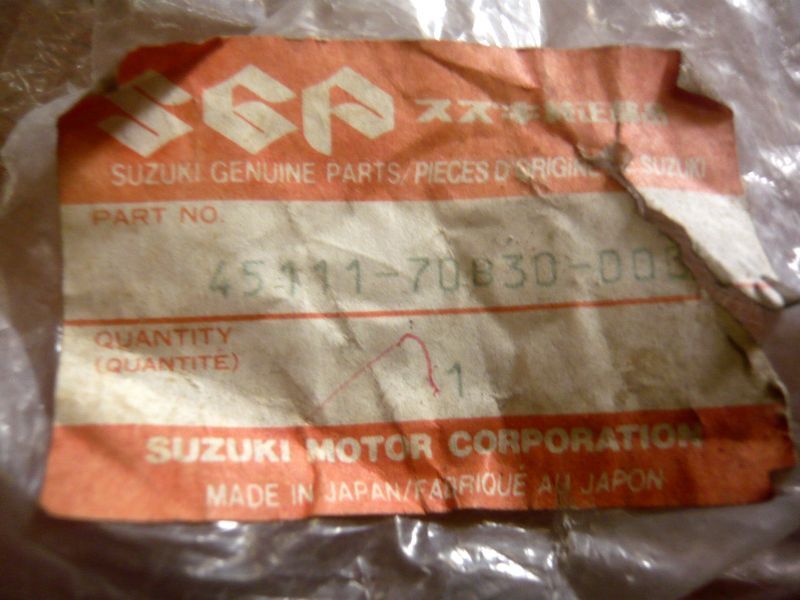 SGP スズキ純正部品
SUZUKI GENUINE PARTS/PIECES D'ORIGINE SUZUKI
PART NO.
45111-70B30-00
QUANTITY
(QUANTITÉ)
1
SUZUKI MOTOR CORPORATION
MADE IN JAPAN/FABRIQUÉ AU JAPON